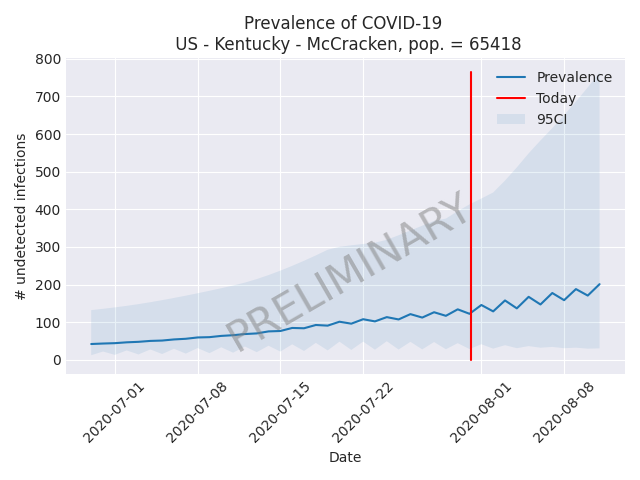 Prevalence of COVID-19
US - Kentucky - McCracken, pop. = 65418
800
700
600
500
400
300
200
100
0
# undetected infections
Prevalence
Today
95CI
PRELIMINARY
2020-07-01
2020-07-08
2020-07-15
2020-07-22
2020-08-01
2020-08-08
Date